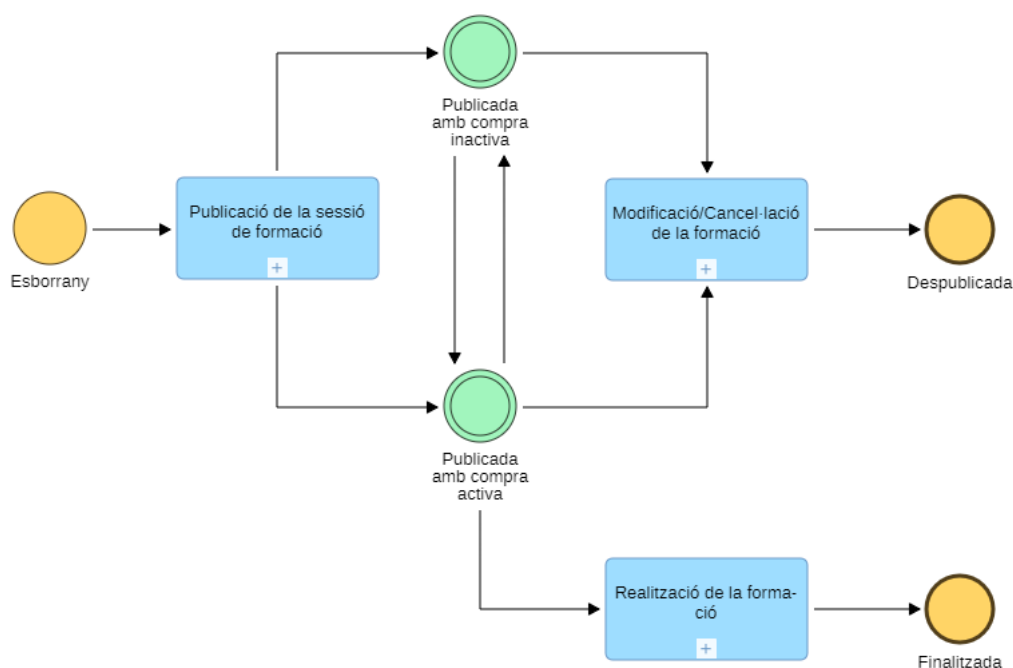 Publicada
amb compra
inactiva
Publicació de la sessió
de formació
Modificació/Cancel·lació
de la formació
Esborrany
Despublicada
Publicada
amb compra
activa
Realització de la forma-
ció
Finalitzada